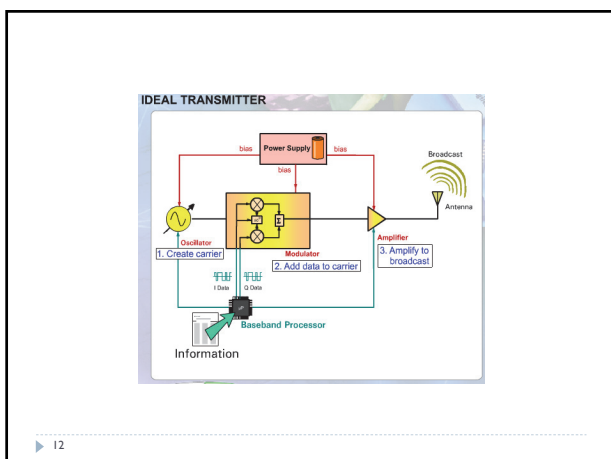 IDEAL TRANSMITTER
Power Supply
bias
bias
bias
Broadcast
Antenna
Oscillator
1. Create carrier
Modulator
2. Add data to carrier
Amplifier
3. Amplify to
broadcast
I Data
Q Data
Baseband Processor
Information
12